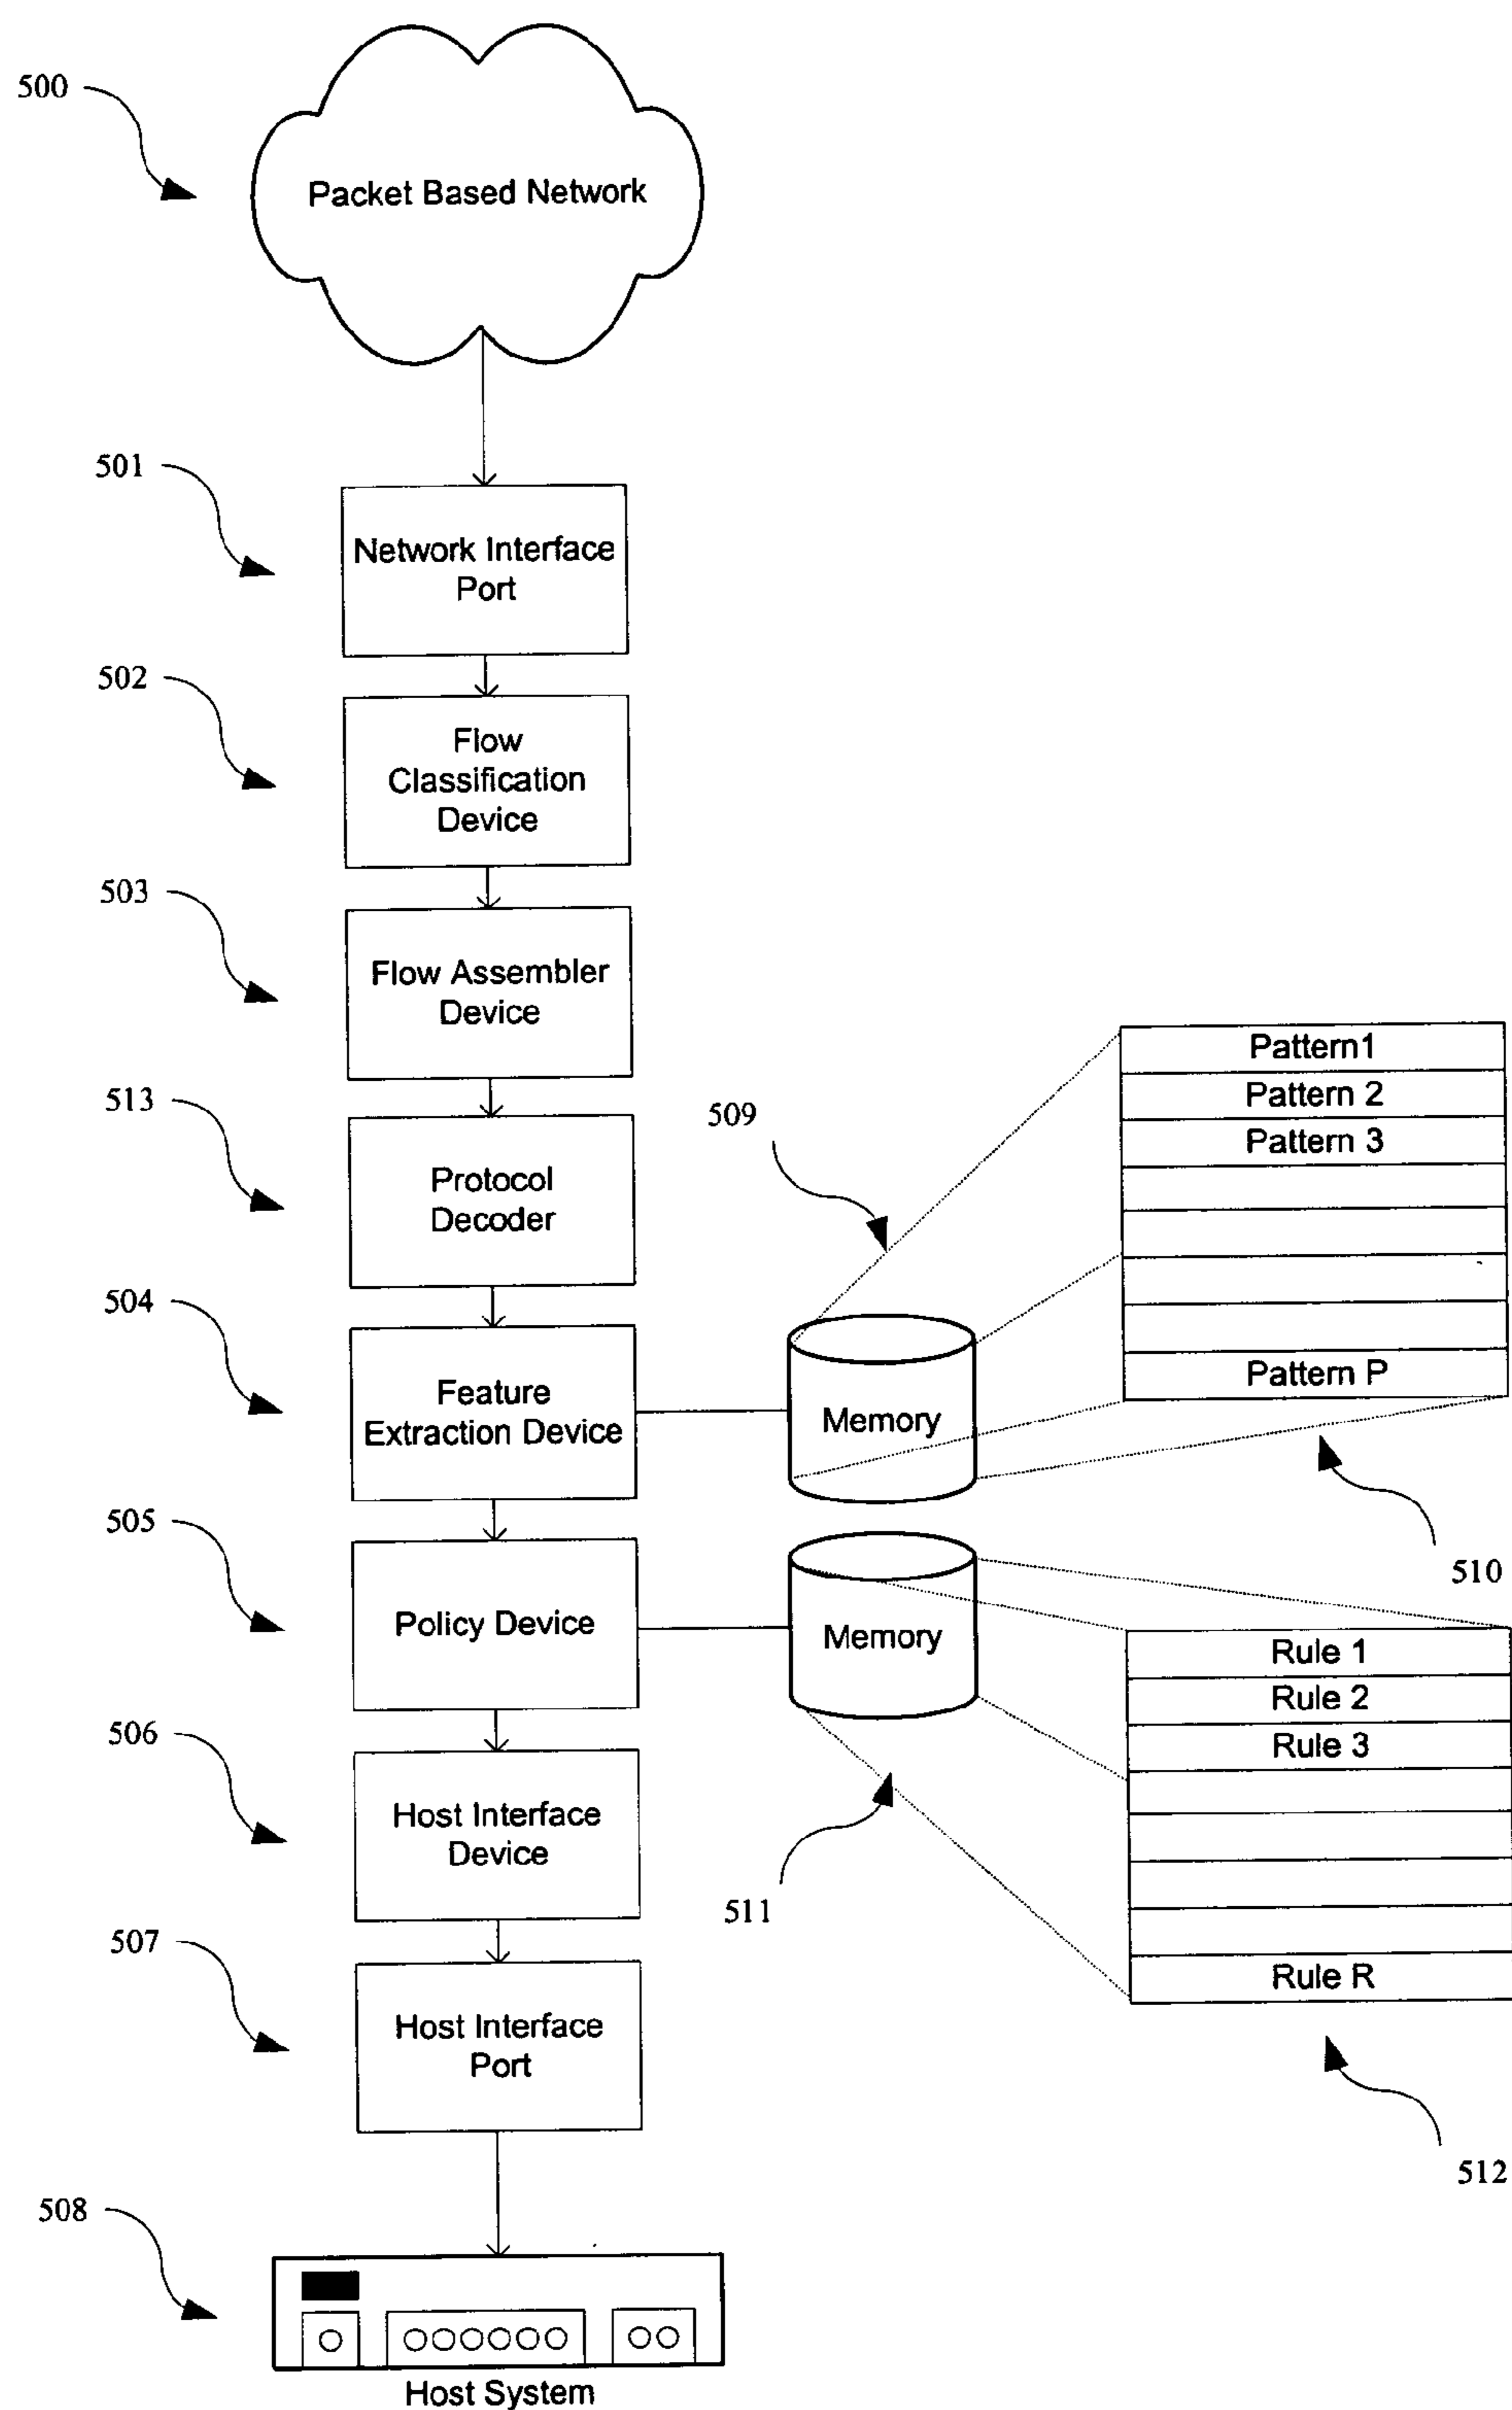 500
Packet Based Network
501
Network Interface
Port
502
Flow
Classification
Device
503
Flow Assembler
Device
513
Protocol
Decoder
509
Pattern1
Pattern 2
Pattern 3
Pattern P
504
Feature
Extraction Device
Memory
510
505
Policy Device
Memory
Rule 1
Rule 2
Rule 3
Rule R
506
Host Interface
Device
511
507
Host Interface
Port
512
508
Host System